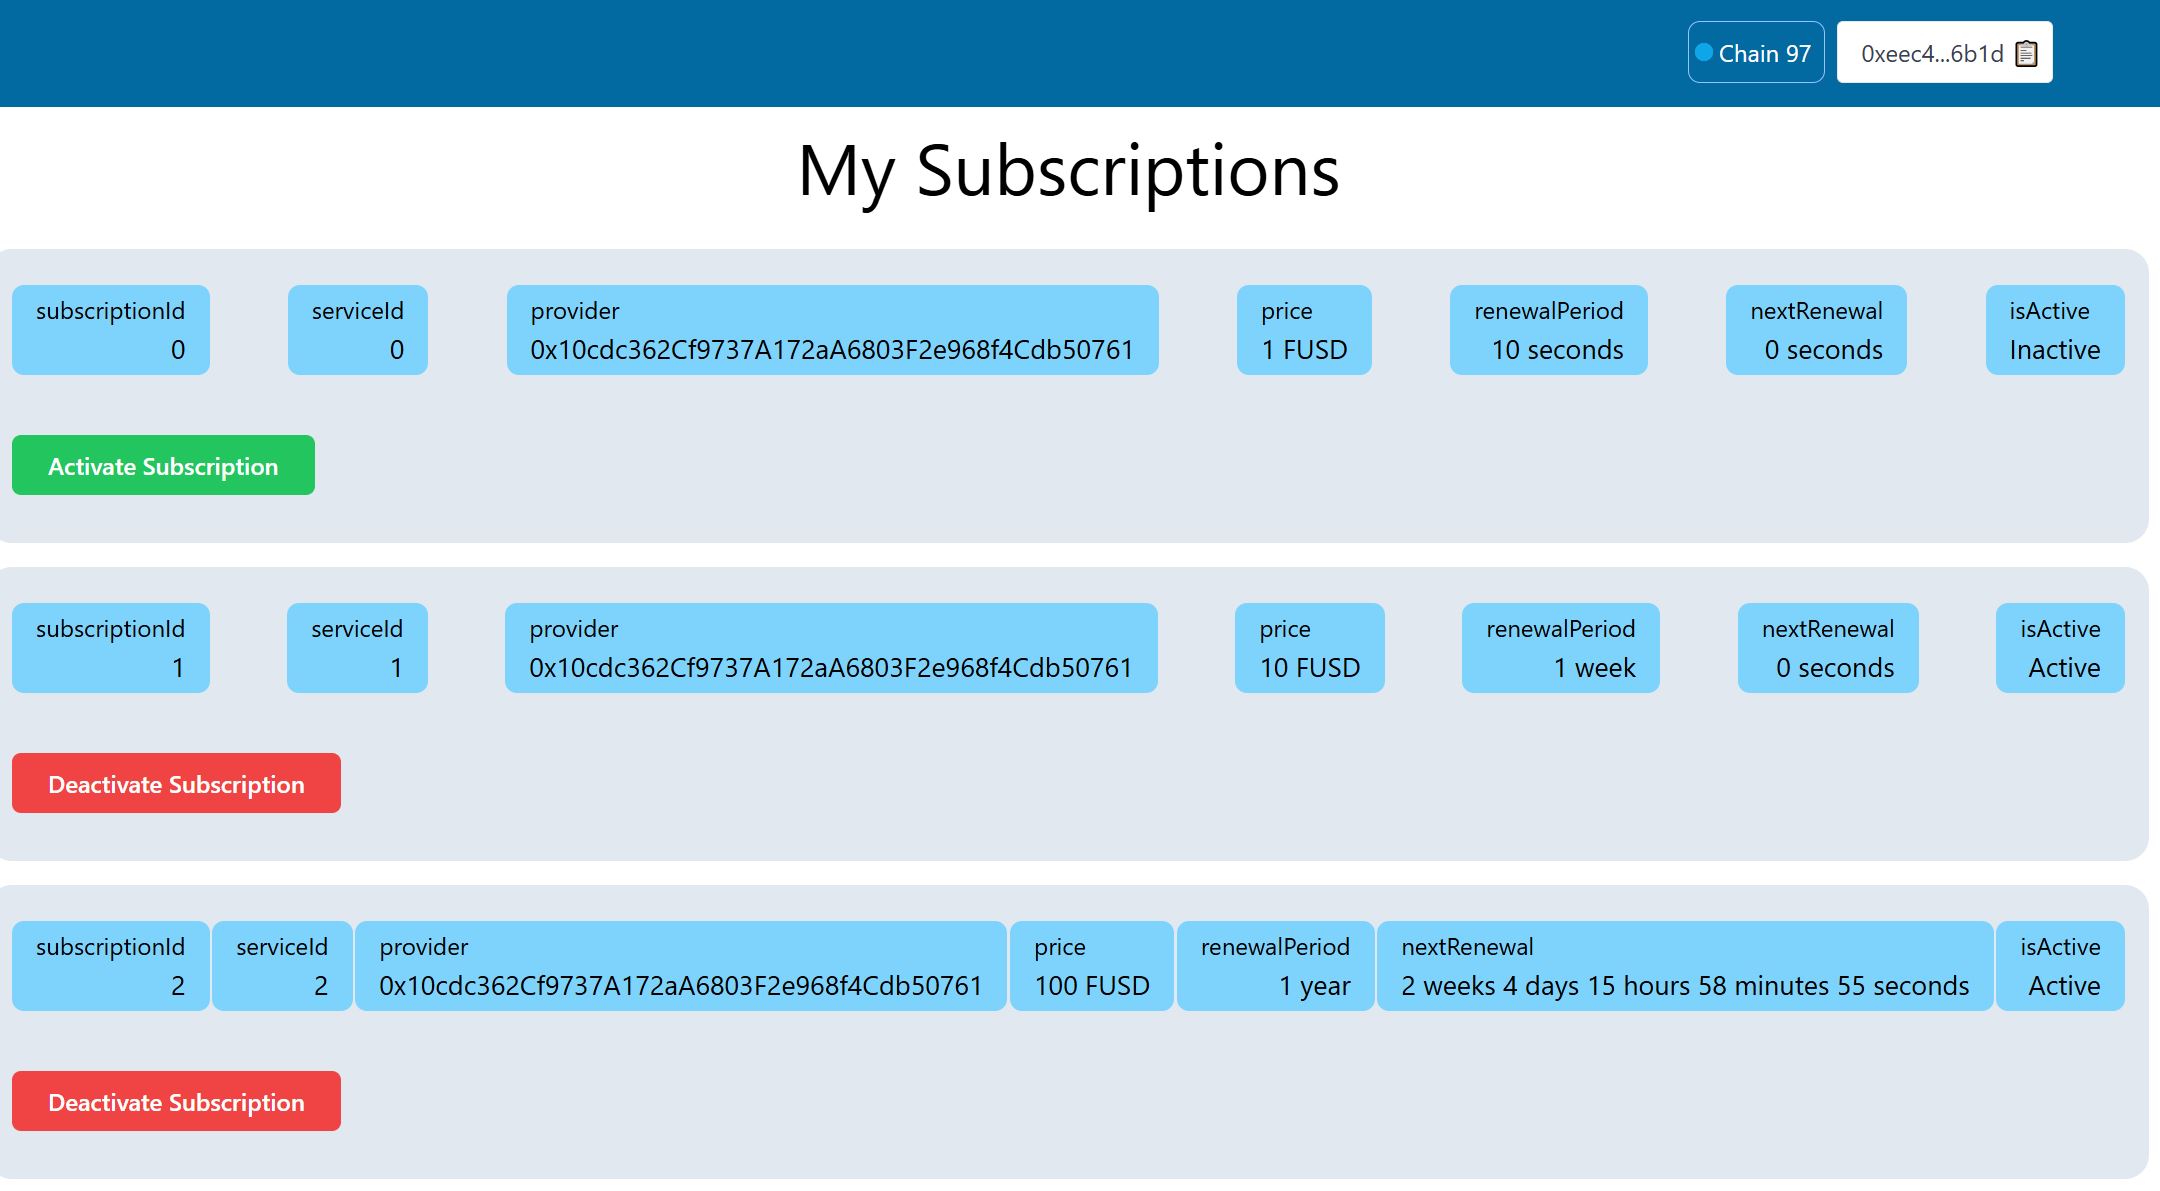 Chain 97 0xeec4...6b1d
My Subscriptions
subscriptionId serviceId provider price renewalPeriod nextRenewal isActive
0 0 0x10cdc362Cf9737A172aA6803F2e968f4Cdb50761 1 FUSD 10 seconds 0 seconds Inactive
Activate Subscription
subscriptionId serviceId provider price renewalPeriod nextRenewal isActive
1 1 0x10cdc362Cf9737A172aA6803F2e968f4Cdb50761 10 FUSD 1 week 0 seconds Active
Deactivate Subscription
subscriptionId serviceId provider price renewalPeriod nextRenewal isActive
2 2 0x10cdc362Cf9737A172aA6803F2e968f4Cdb50761 100 FUSD 1 year 2 weeks 4 days 15 hours 58 minutes 55 seconds Active
Deactivate Subscription